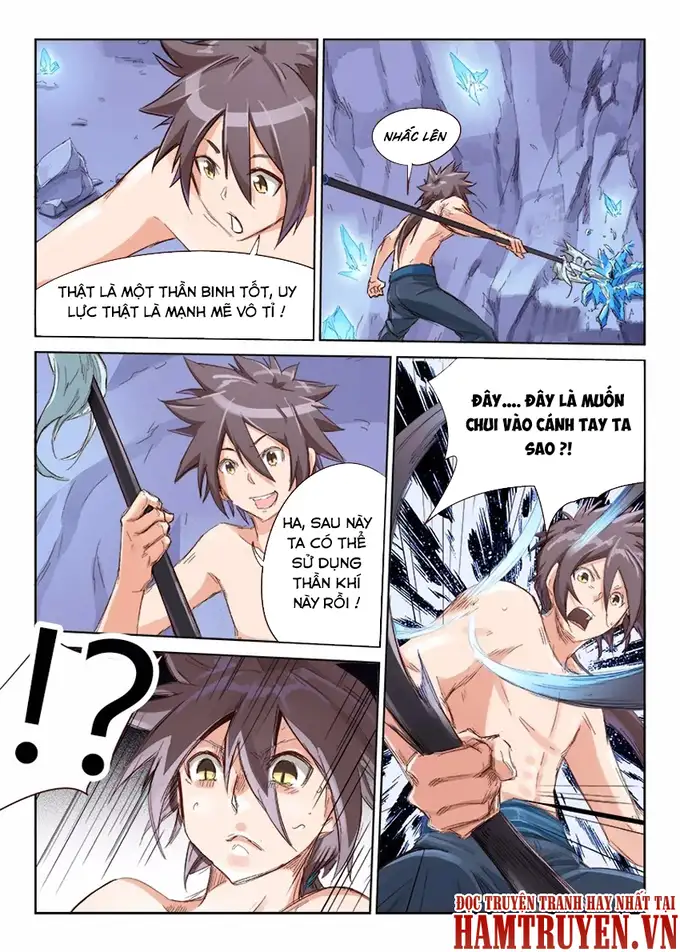 THẬT LÀ MỘT THẦN BINH TỐT, UY
LỰC THẬT LÀ MẠNH MẼ VÔ TỈ !
NHẤC LÊN
HA, SAU NÀY
TA CÓ THỂ
SỬ DỤNG
THẦN KHÍ
NÀY RỒI !
ĐÂY.... ĐÂY LÀ MUỐN
CHUI VÀO CÁNH TAY TA
SAO ?!
!?
ĐỌC TRUYỆN TRANH HAY NHẤT TẠI
HAMTRUYEN.VN